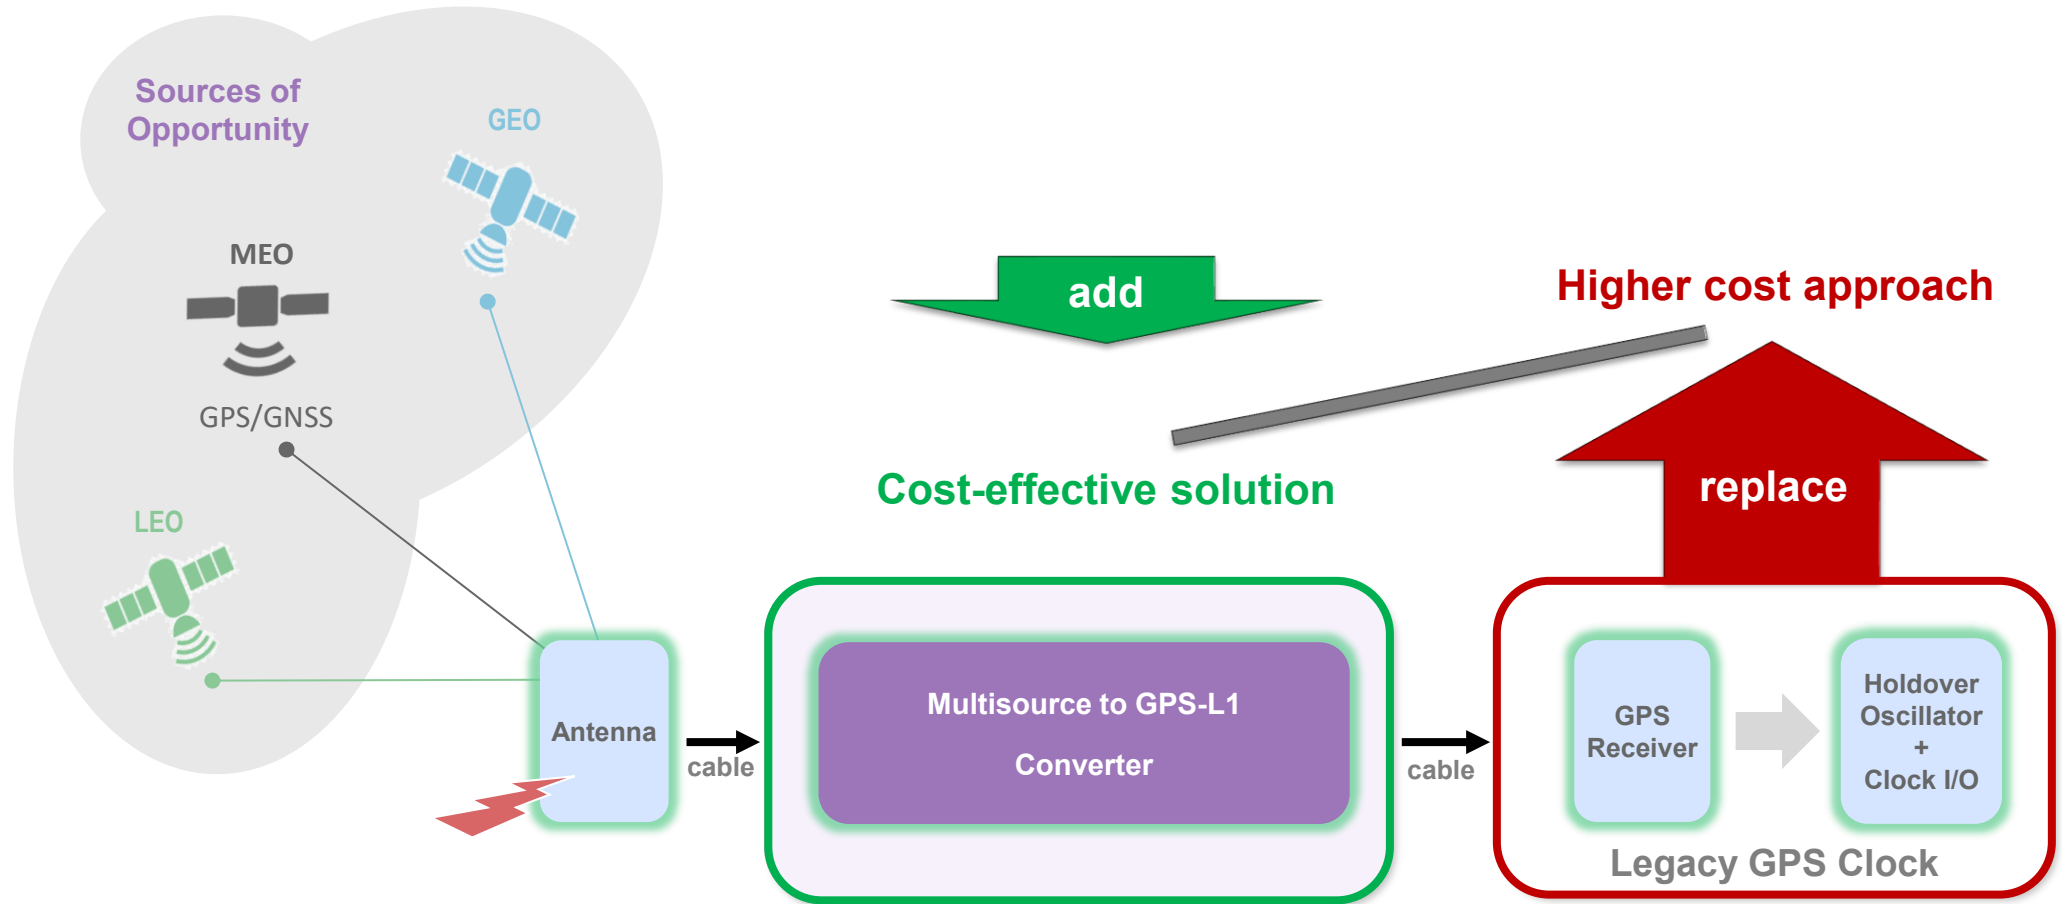 Sources of
Opportunity
GEO
MEO
GPS/GNSS
LEO
add
Higher cost approach
Cost-effective solution
replace
Antenna
cable
Multisource to GPS-L1
Converter
cable
GPS
Receiver
Holdover
Oscillator
+
Clock I/O
Legacy GPS Clock